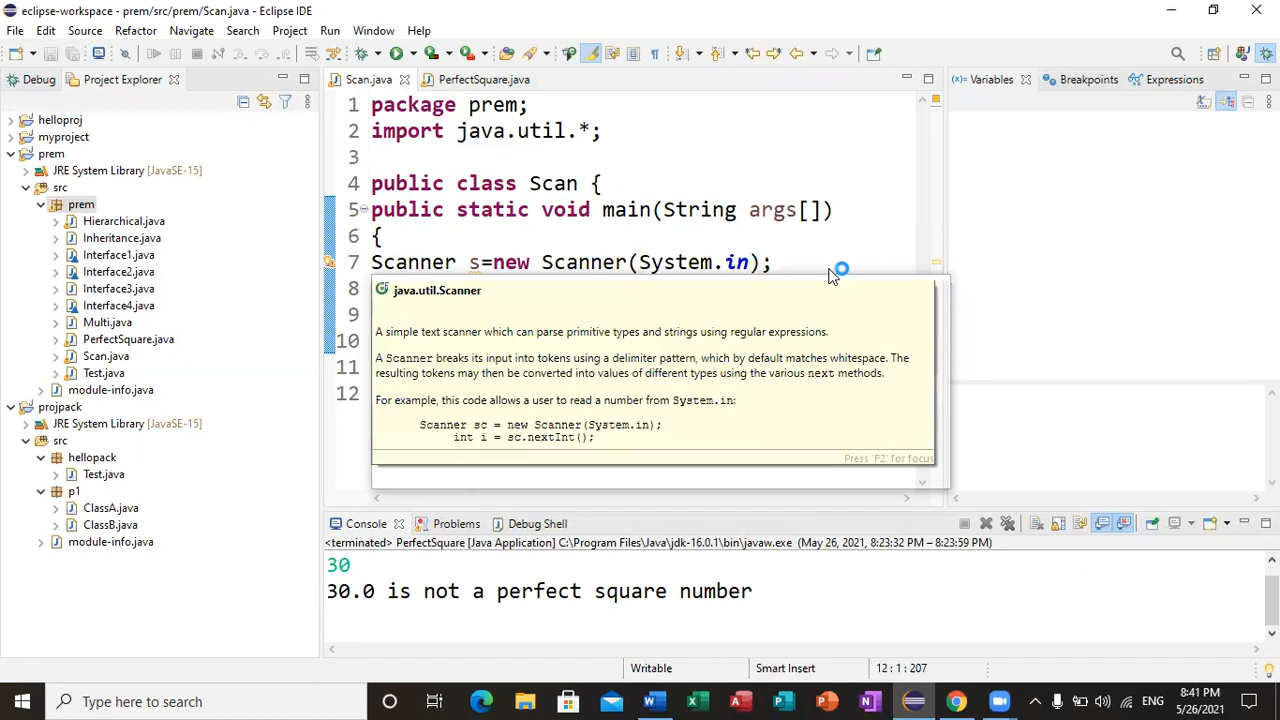 eclipse-workspace - prem/src/prem/Scan.java - Eclipse IDE
File Edit Source Refactor Navigate Search Project Run Window Help
Debug Project Explorer
helloproj
myproject
prem
JRE System Library [JavaSE-15]
src
prem
Hierarchical.java
Inheritance.java
Interface1.java
Interface2.java
Interface3.java
Interface4.java
Multi.java
PerfectSquare.java
Scan.java
Test.java
module-info.java
projpack
JRE System Library [JavaSE-15]
src
hellopack
Test.java
p1
ClassA.java
ClassB.java
module-info.java
Scan.java PerfectSquare.java
1 package prem;
2 import java.util.*;
3
4 public class Scan {
5 public static void main(String args[])
6 {
7 Scanner s=new Scanner(System.in);
8
9
10
11
12
java.util.Scanner
A simple text scanner which can parse primitive types and strings using regular expressions.
A Scanner breaks its input into tokens using a delimiter pattern, which by default matches whitespace. The
resulting tokens may then be converted into values of different types using the various next methods.
For example, this code allows a user to read a number from System.in:
Scanner sc = new Scanner(System.in);
int i = sc.nextInt();
Press 'F2' for focus
Variables Breakpoints Expressions
Console Problems Debug Shell
<terminated> PerfectSquare [Java Application] C:\Program Files\Java\jdk-16.0.1\bin\javaw.exe (May 26, 2021, 8:23:32 PM – 8:23:59 PM)
30
30.0 is not a perfect square number
Writable Smart Insert 12 : 1 : 207
Type here to search
ENG
8:41 PM
5/26/2021